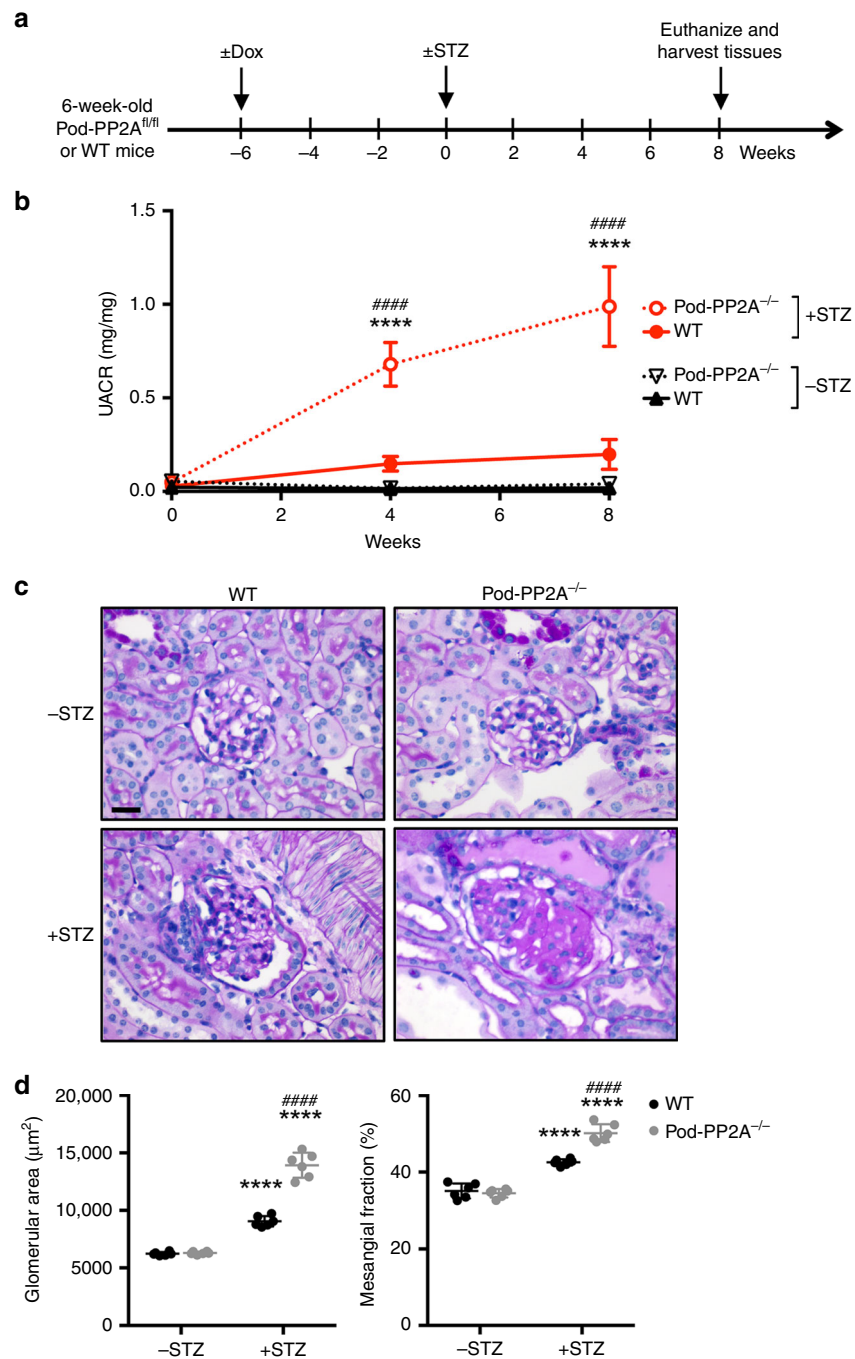 a
±Dox
±STZ
Euthanize and
harvest tissues
6-week-old
Pod-PP2Afl/fl
or WT mice
–6 –4 –2 0 2 4 6 8 Weeks
b
1.5
1.0
0.5
0.0
UACR (mg/mg)
####
****
####
****
0 2 4 6 8
Weeks
Pod-PP2A–/–
WT
+STZ
Pod-PP2A–/–
WT
–STZ
c
WT Pod-PP2A–/–
–STZ
+STZ
d
Glomerular area (μm2)
20,000
15,000
10,000
5000
0
****
####
****
–STZ +STZ
Mesangial fraction (%)
60
40
20
0
****
####
****
–STZ +STZ
WT
Pod-PP2A–/–